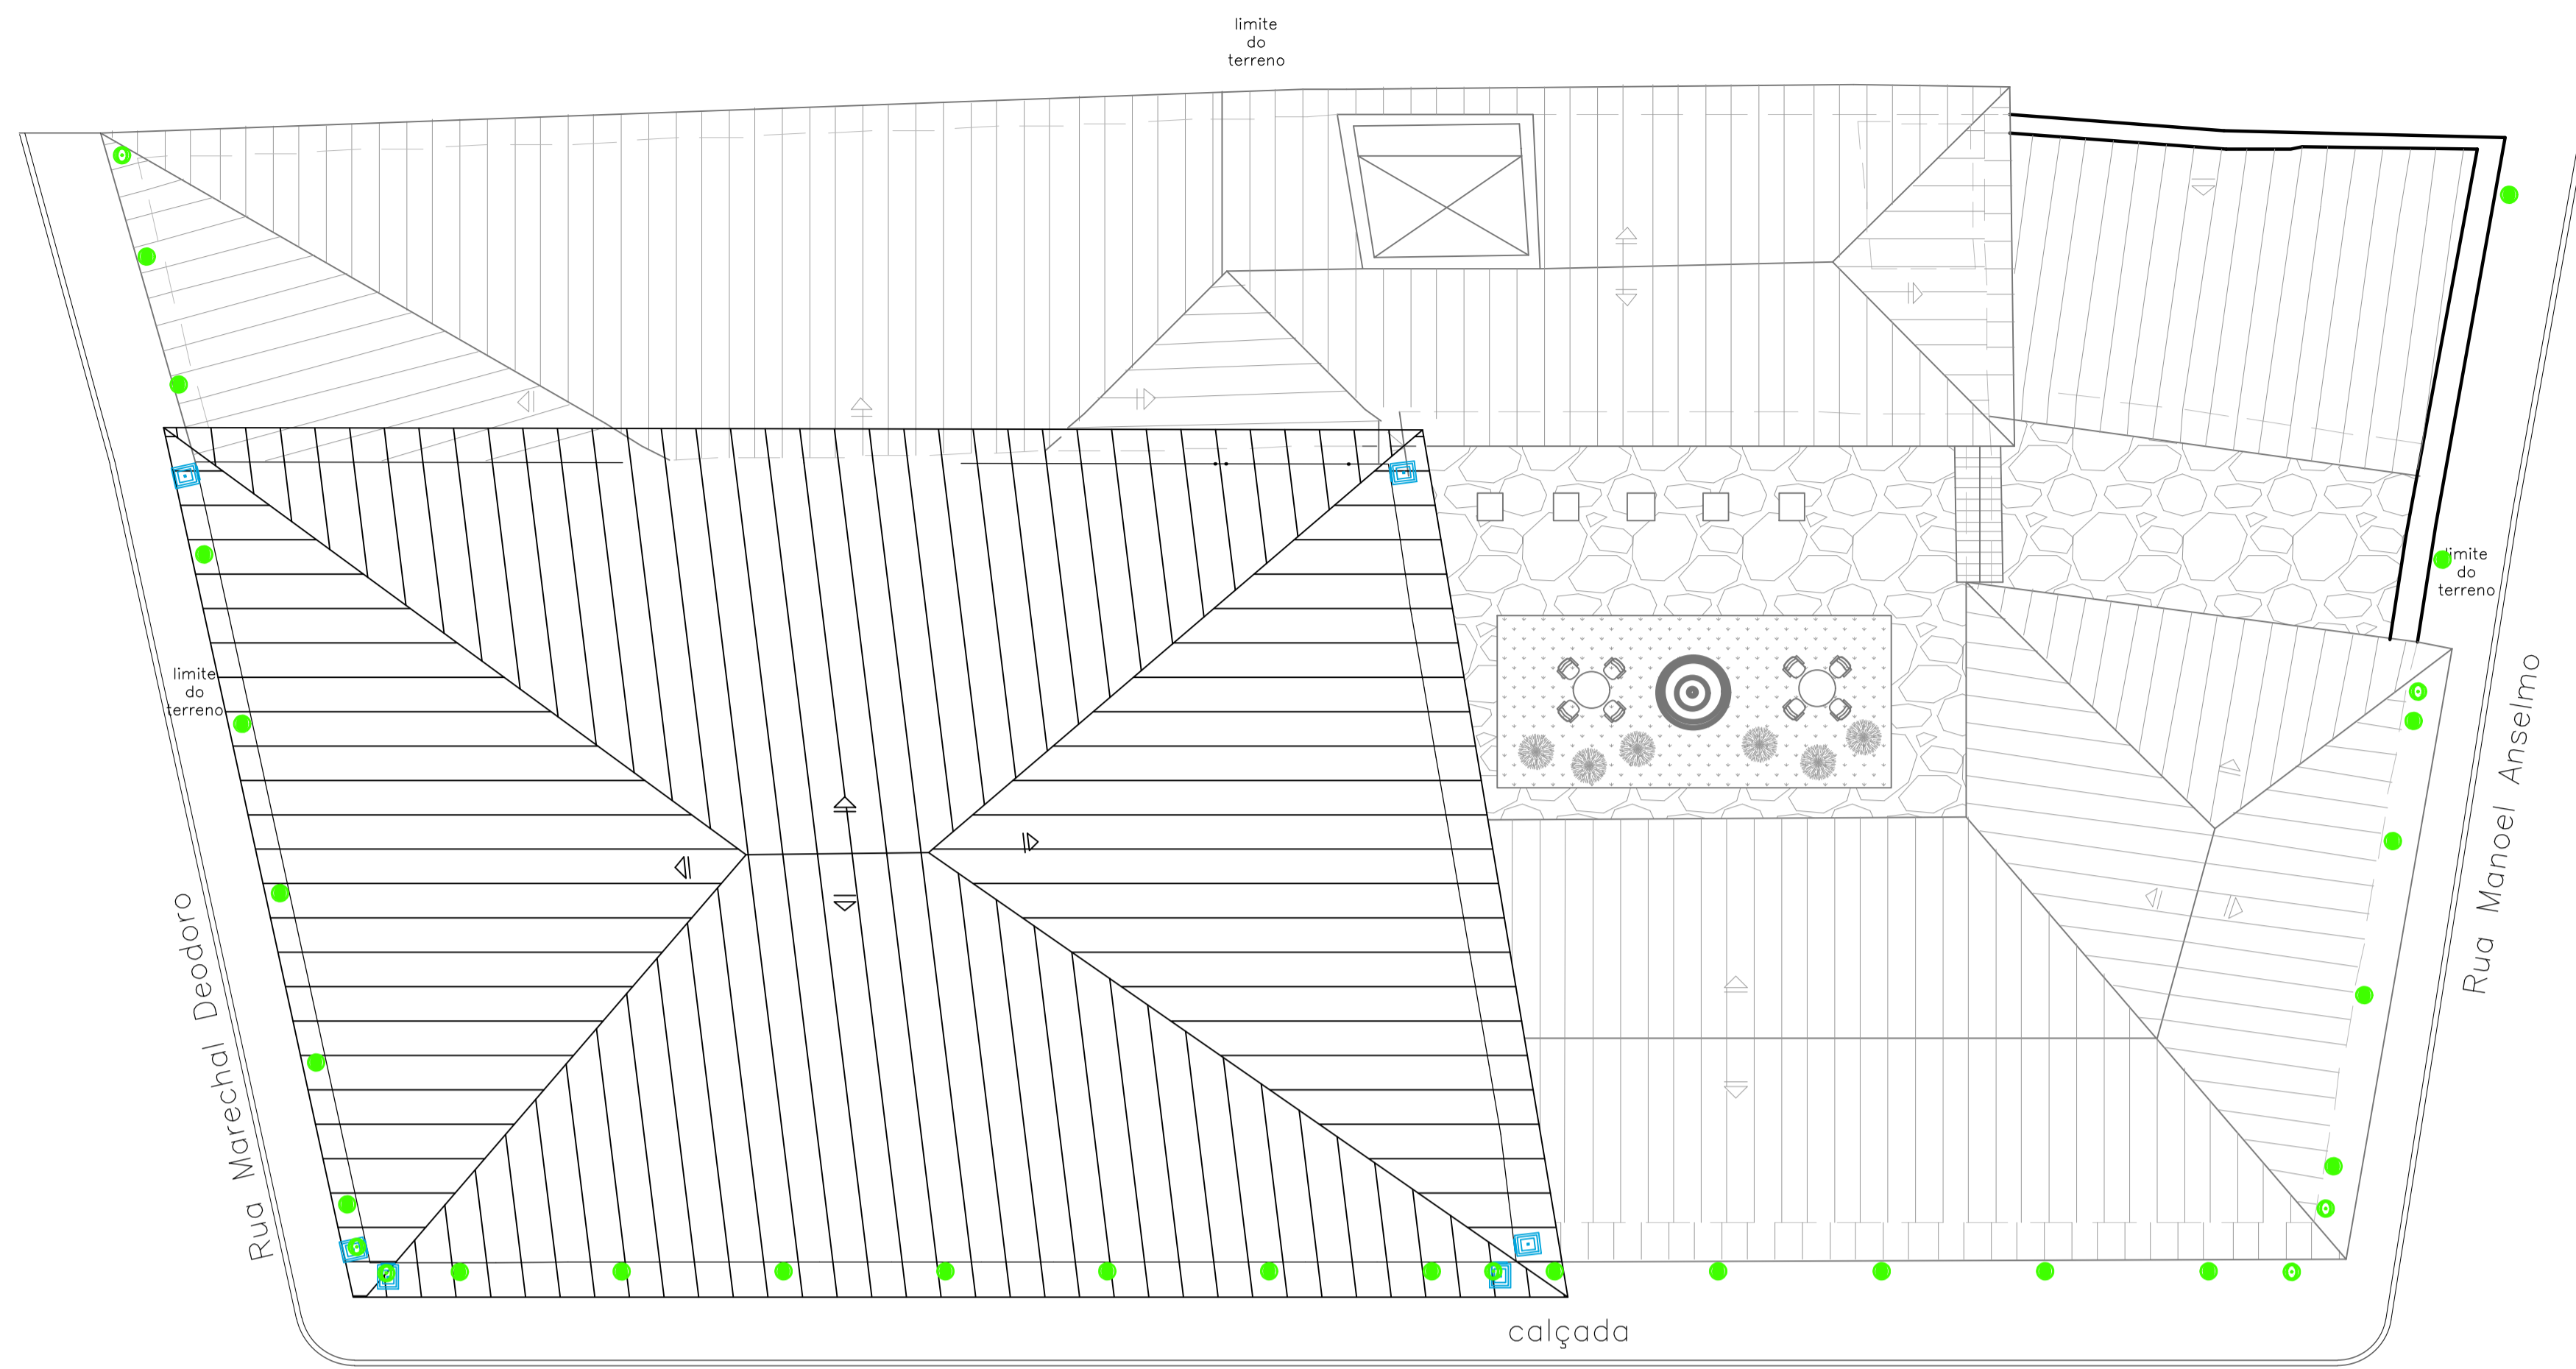 limite
do
terreno
limite
do
terreno
limite
do
terreno
Rua Manoel Anselmo
Rua Marechal Deodoro
calçada